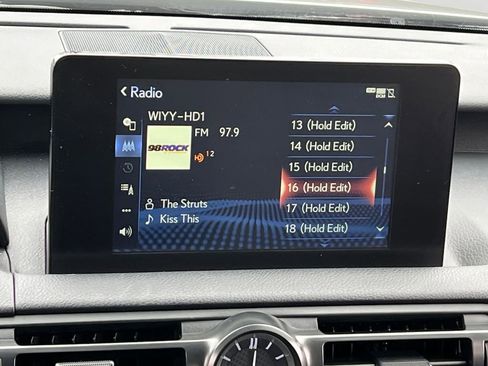 Radio
WIYY-HD1
98ROCK
FM 97.9
12
The Struts
Kiss This
13 (Hold Edit)
14 (Hold Edit)
15 (Hold Edit)
16 (Hold Edit)
17 (Hold Edit)
18 (Hold Edit)